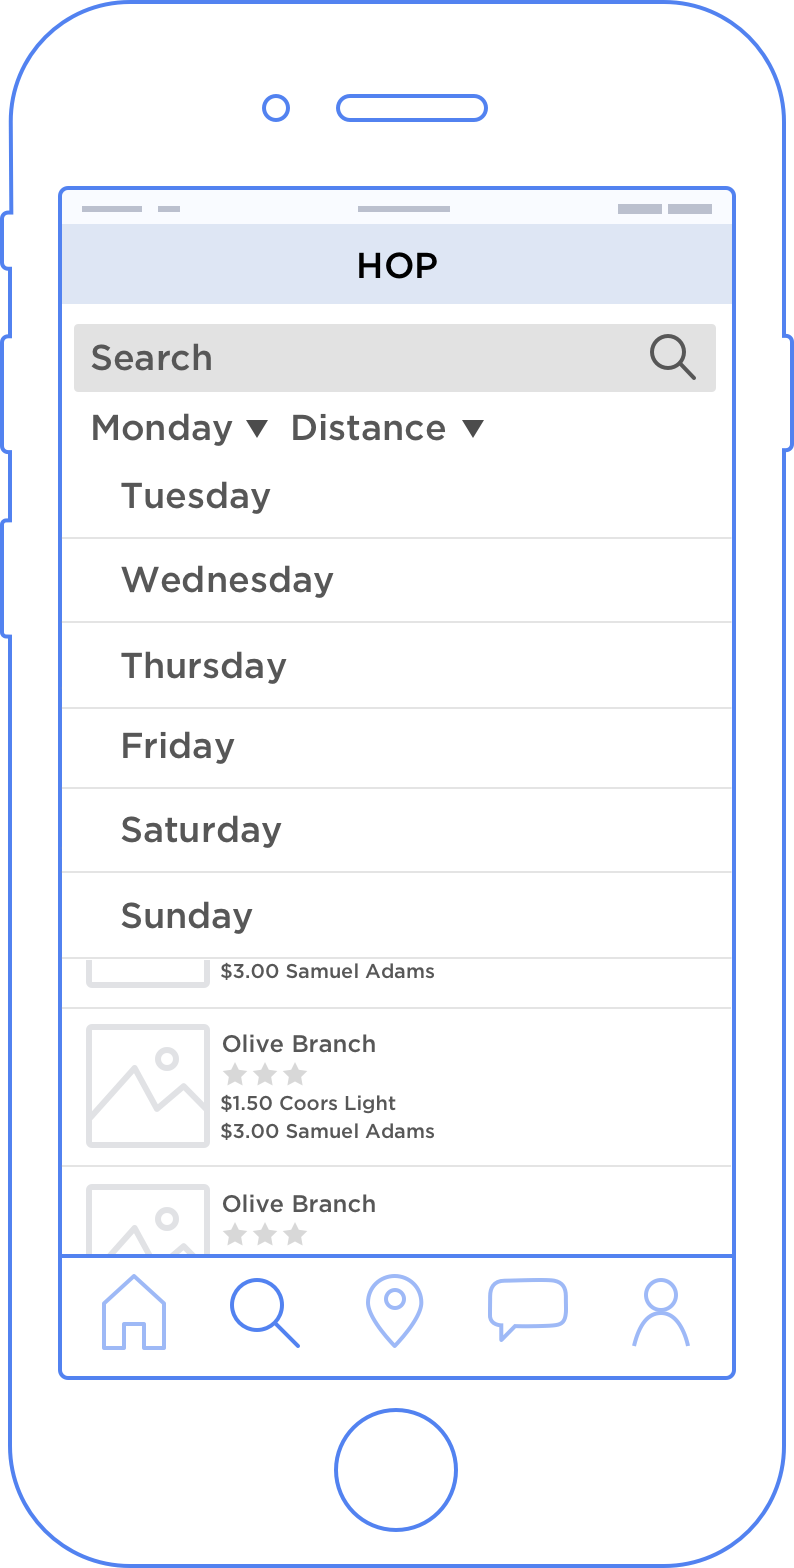 HOP
Search
Monday ▼ Distance ▼
Tuesday
Wednesday
Thursday
Friday
Saturday
Sunday
$3.00 Samuel Adams
Olive Branch
$1.50 Coors Light
$3.00 Samuel Adams
Olive Branch